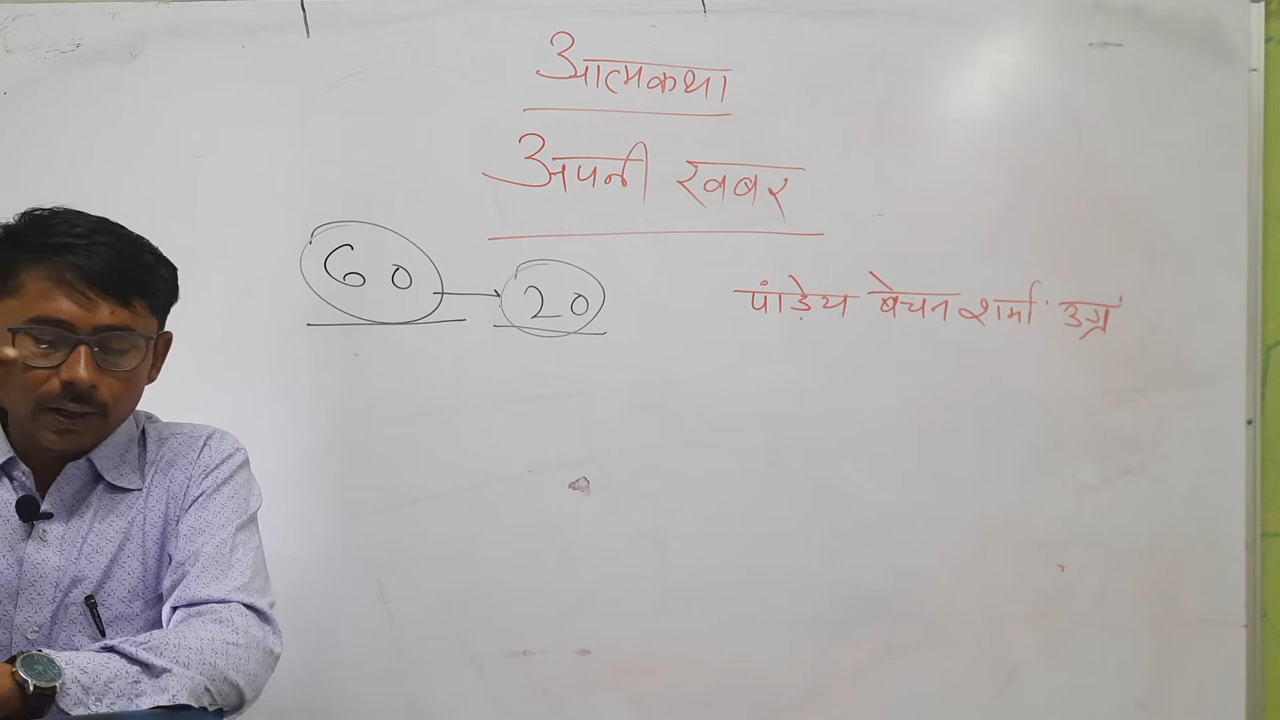 आत्मकथा
अपनी खबर
60 → 20
पांडेय बेचन शर्मा 'उग्र'